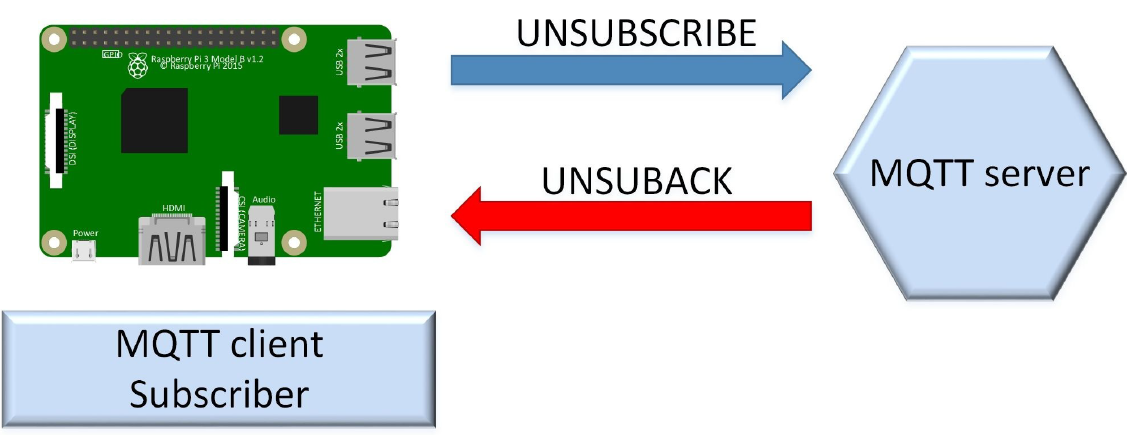 UNSUBSCRIBE
GPIO
Raspberry Pi 3 Model B v1.2
© Raspberry Pi 2015
USB 2x
DSI (DISPLAY)
USB 2x
UNSUBACK
MQTT server
HDMI
CSI (CAMERA)
Audio
ETHERNET
Power
MQTT client
Subscriber